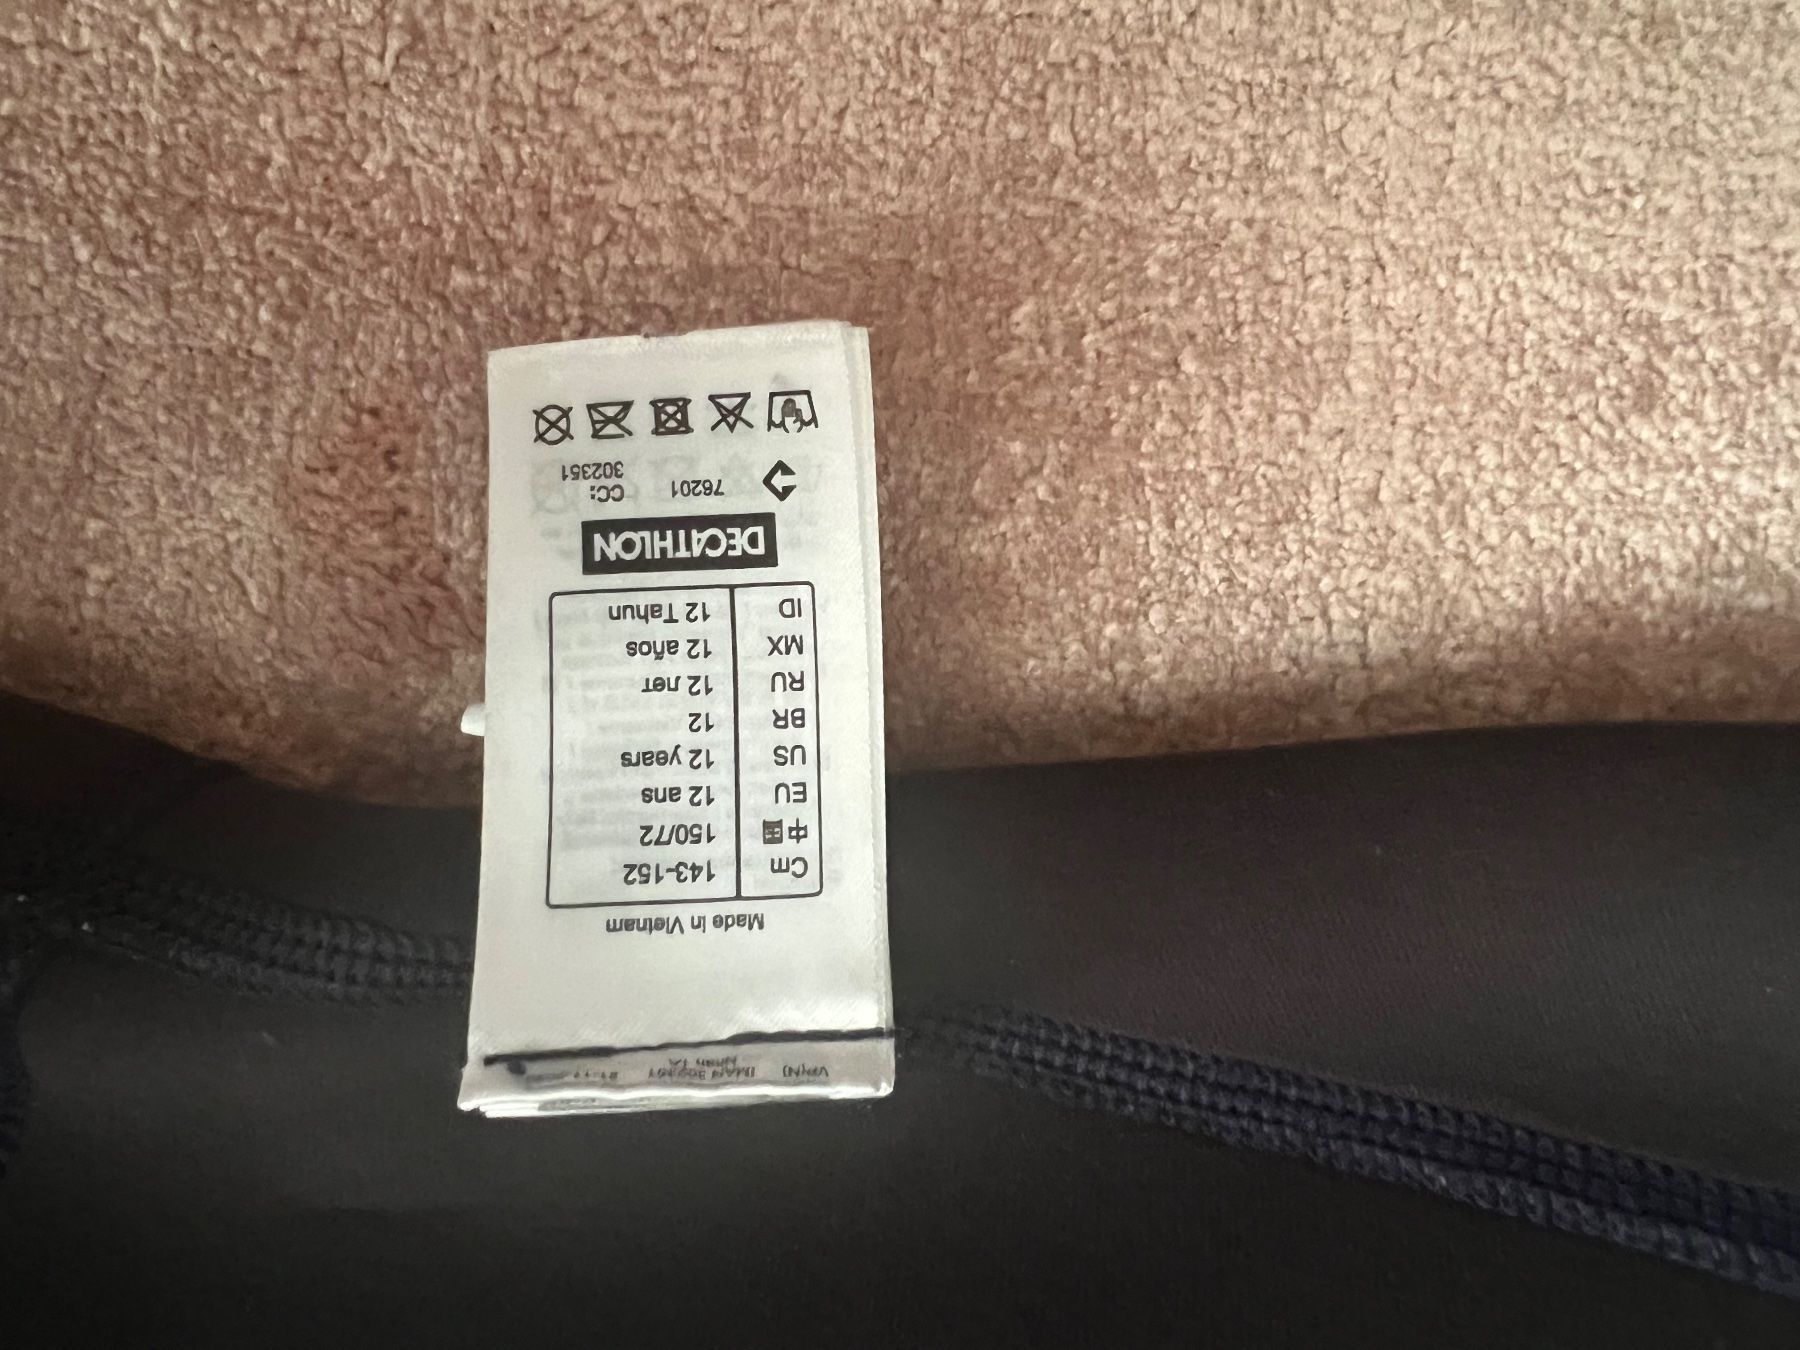 Made in Vietnam
Cm 143-152
中国 150/72
EU 12 ans
US 12 years
BR 12
RU 12 лет
MX 12 años
ID 12 Tahun
DECATHLON
76201 CC:
302351